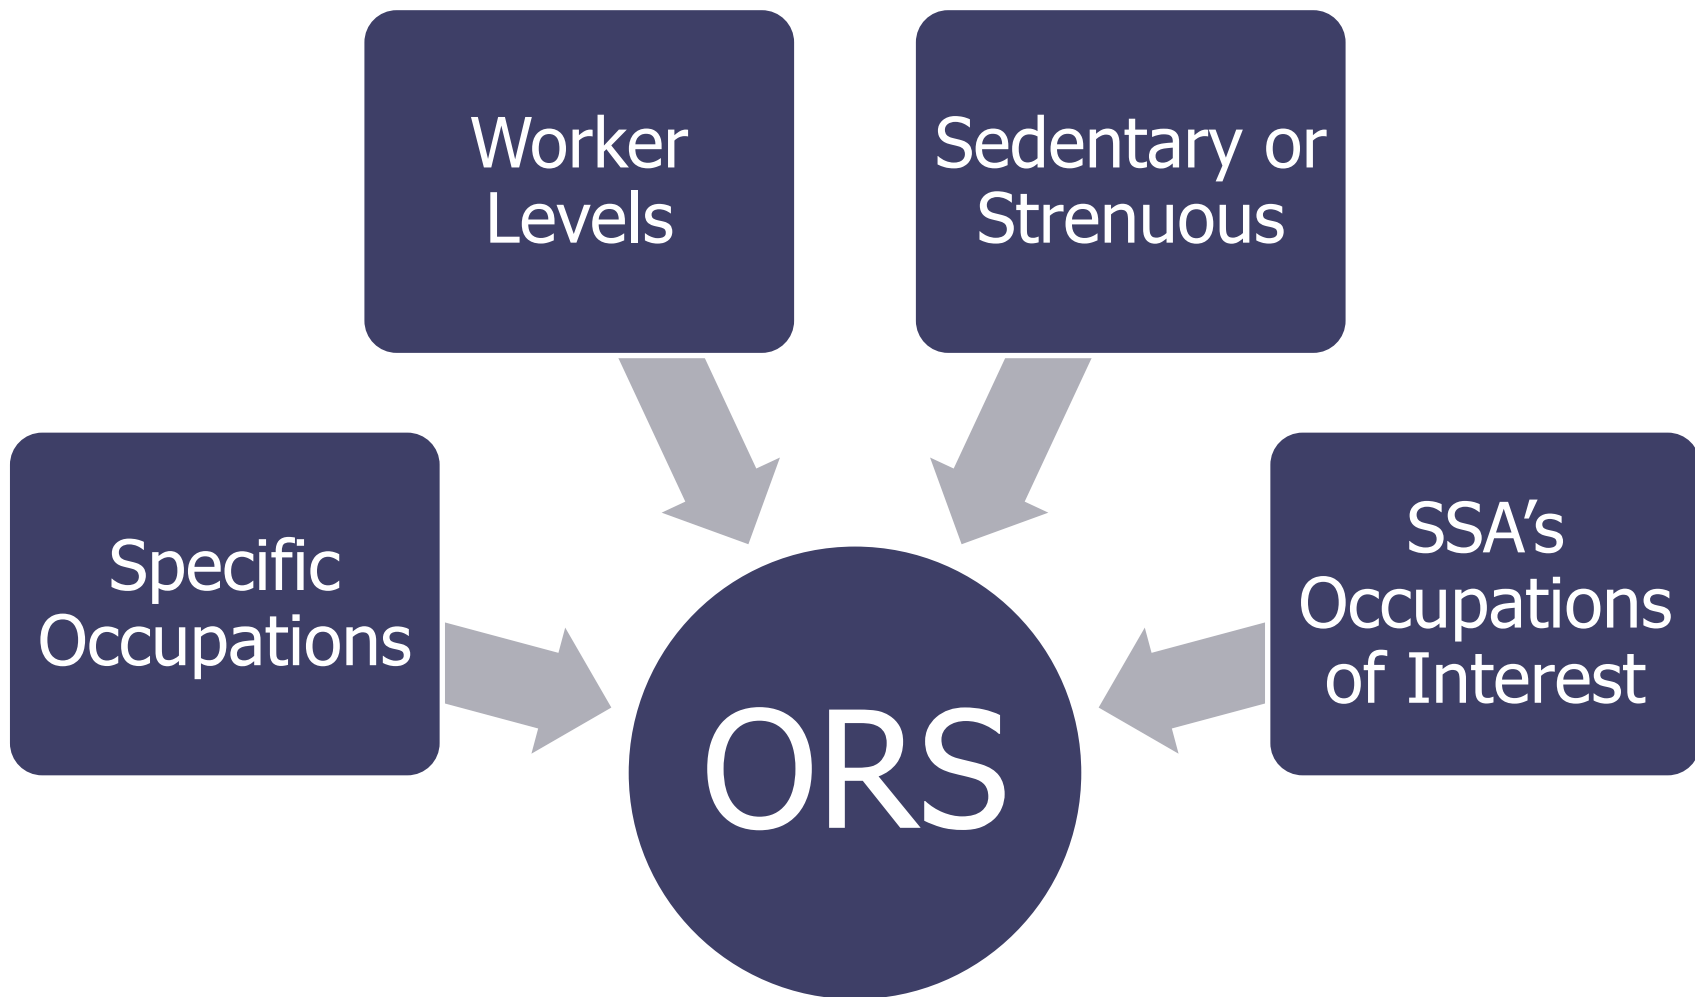 Worker
Levels
Sedentary or
Strenuous
Specific
Occupations
SSA’s
Occupations
of Interest
ORS